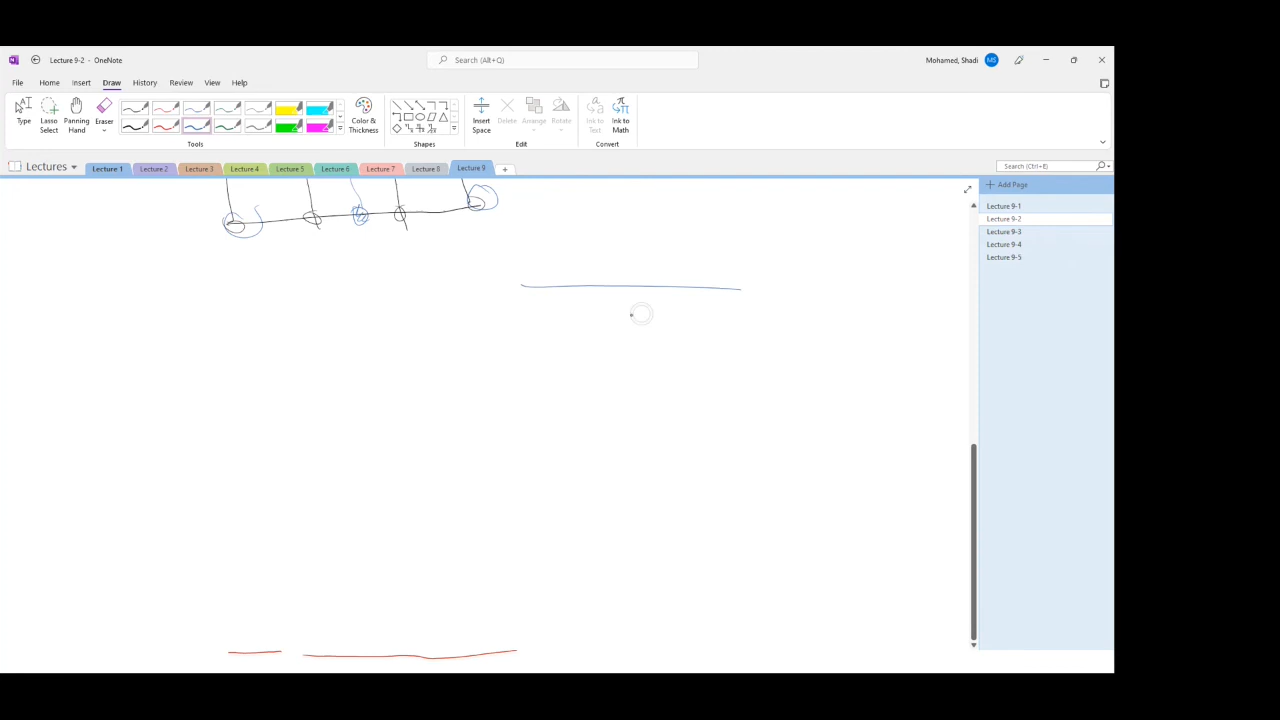 Lecture 9-2 - OneNote
Search (Alt+Q)
Mohamed, Shadi
MS
File Home Insert Draw History Review View Help
Type
Lasso Select
Panning Hand
Eraser
Color & Thickness
Insert Space
Delete
Arrange
Rotate
Ink to Text
Ink to Math
Tools
Shapes
Edit
Convert
Lectures
Lecture 1 Lecture 2 Lecture 3 Lecture 4 Lecture 5 Lecture 6 Lecture 7 Lecture 8 Lecture 9
Search (Ctrl+E)
Add Page
Lecture 9-1
Lecture 9-2
Lecture 9-3
Lecture 9-4
Lecture 9-5